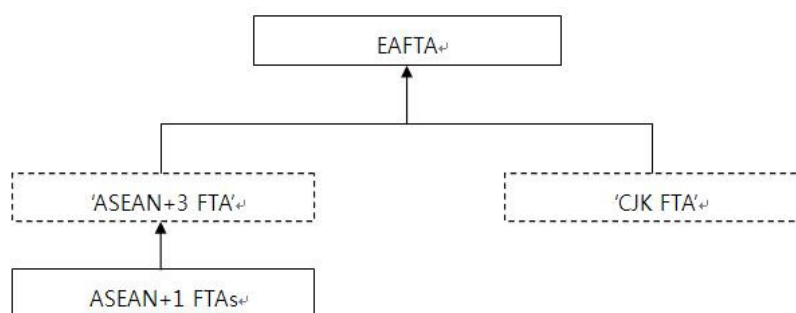 EAFTA
‘ASEAN+3 FTA’
‘CJK FTA’
ASEAN+1 FTAs